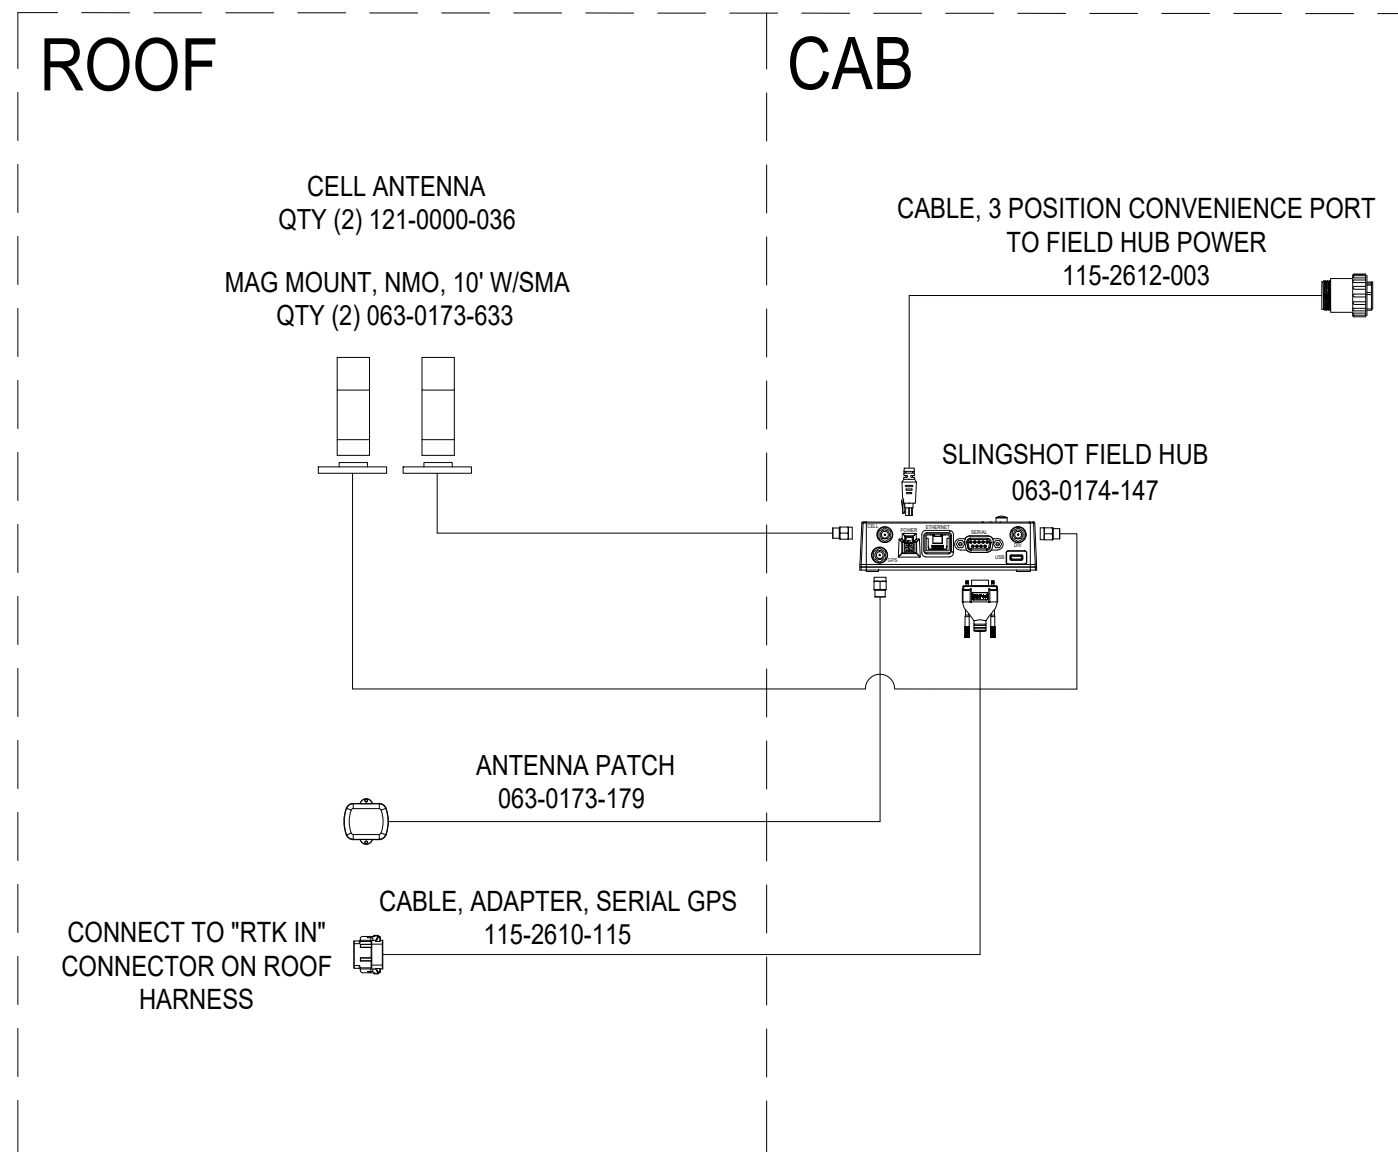 ROOF
CAB
CELL ANTENNA
QTY (2) 121-0000-036
MAG MOUNT, NMO, 10' W/SMA
QTY (2) 063-0173-633
CABLE, 3 POSITION CONVENIENCE PORT
TO FIELD HUB POWER
115-2612-003
SLINGSHOT FIELD HUB
063-0174-147
CELL
POWER
ETHERNET
SERIAL
DIV
GPS
USB
ANTENNA PATCH
063-0173-179
CABLE, ADAPTER, SERIAL GPS
115-2610-115
CONNECT TO "RTK IN"
CONNECTOR ON ROOF
HARNESS